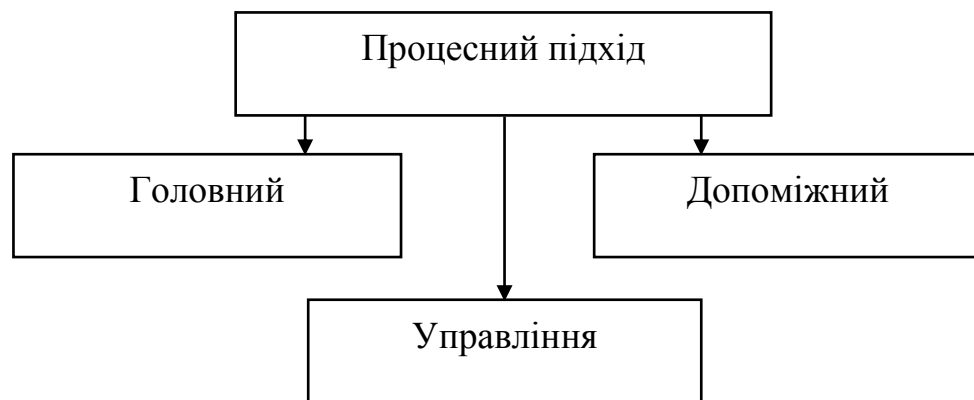 Процесний підхід
Головний
Допоміжний
Управління